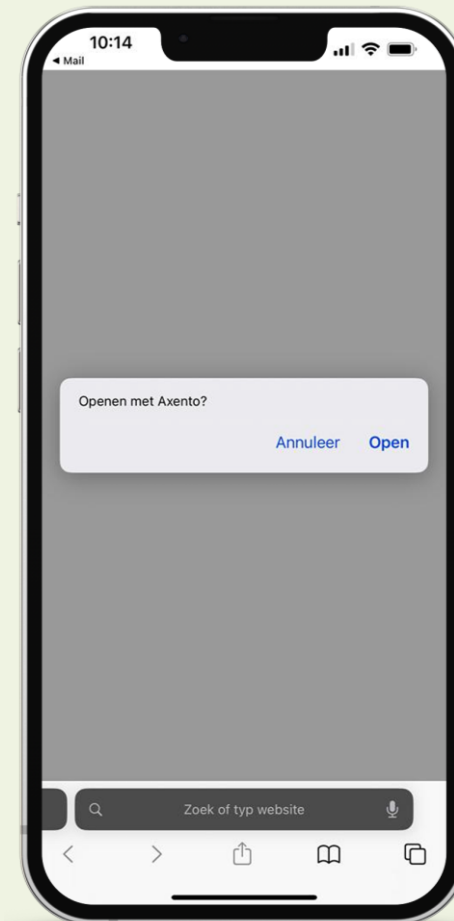 10:14
◀ Mail
Openen met Axento?
Annuleer Open
Zoek of typ website